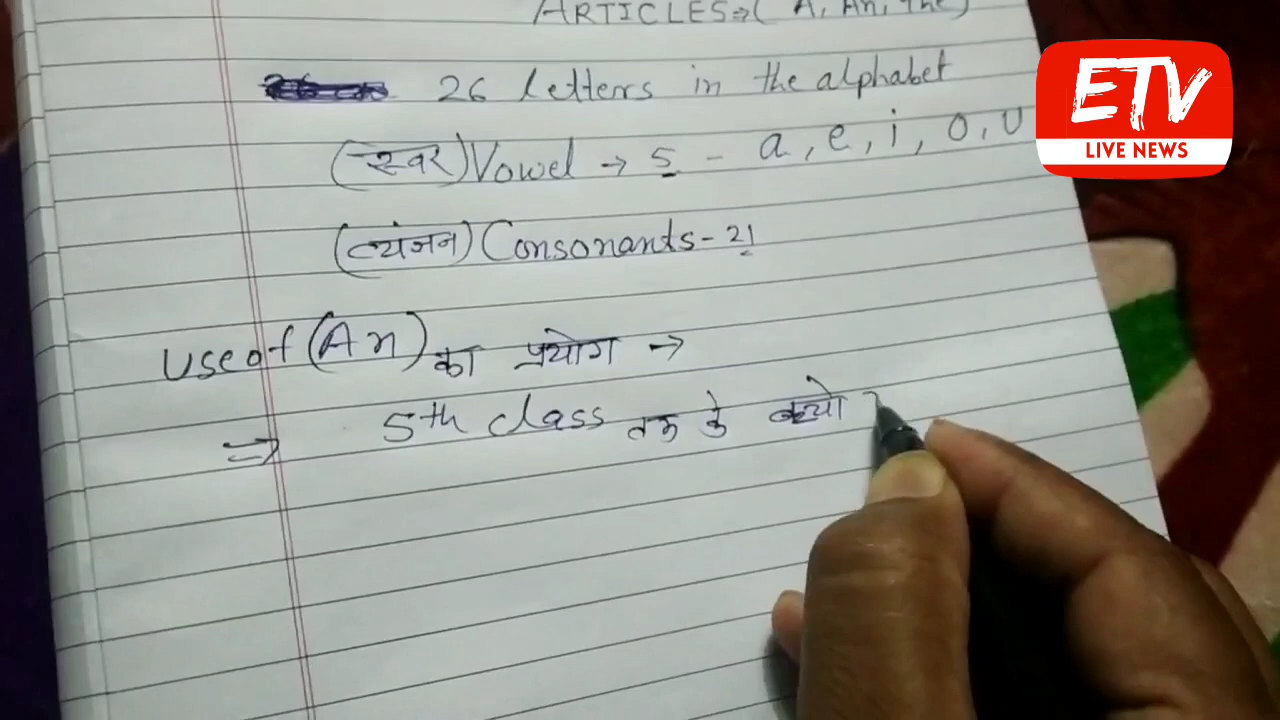 ARTICLES⇒( A, An, The)
26 letters in the alphabet
(स्वर) Vowel → 5 - a, e, i, o, u
(व्यंजन) Consonants - 21
Use of (An) का प्रयोग →
⇒ 5th class तक के बच्चो
ETV
LIVE NEWS